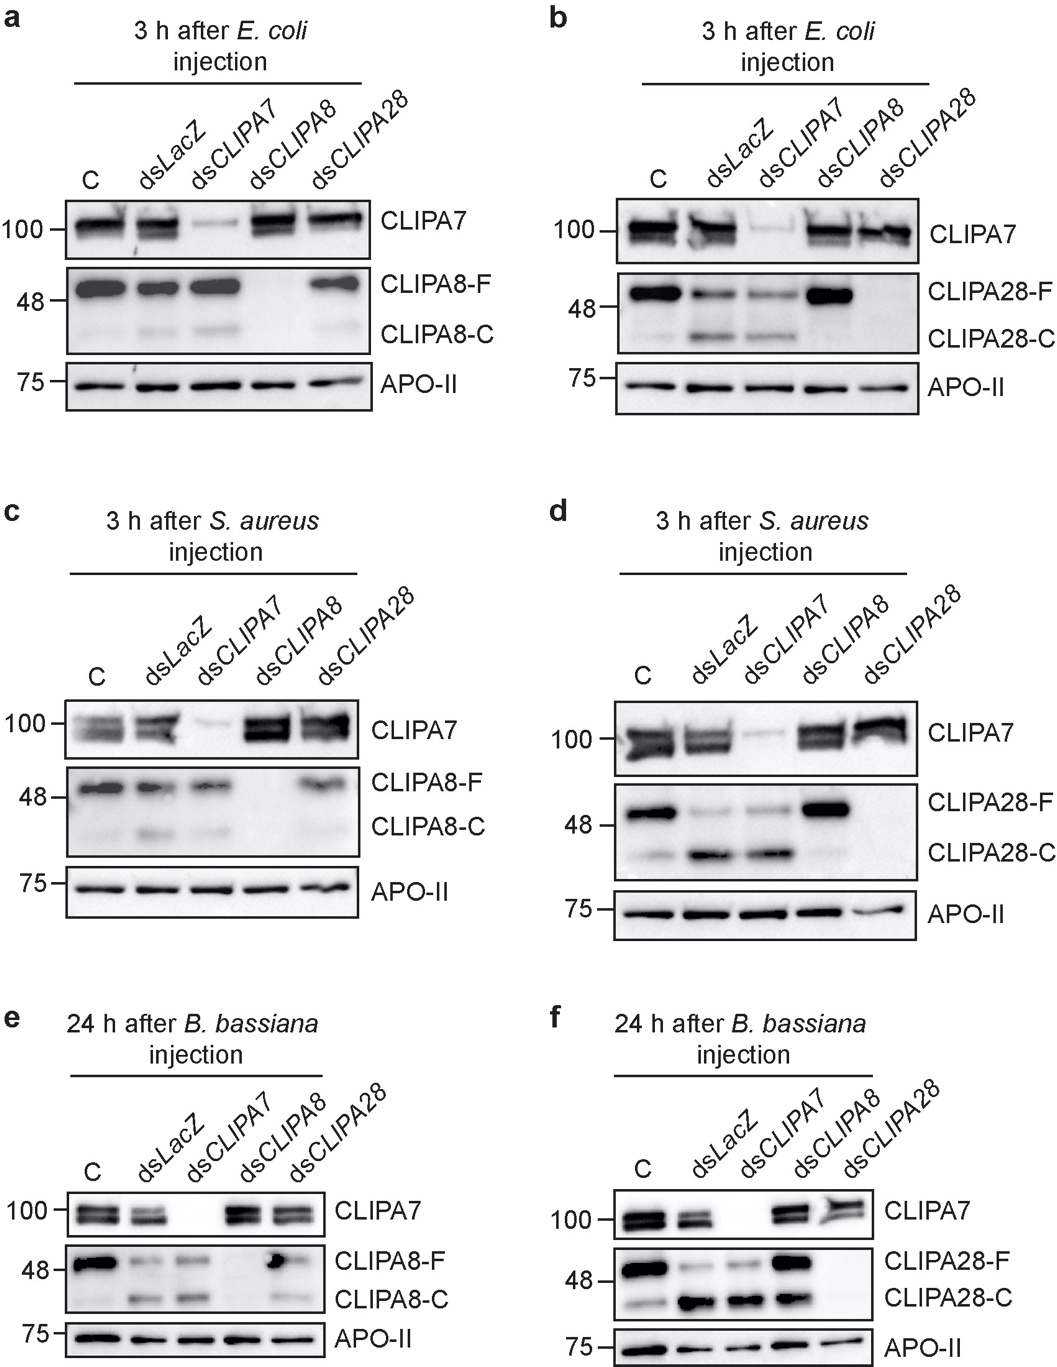 a
3 h after E. coli
injection
C dsLacZ dsCLIPA7 dsCLIPA8 dsCLIPA28
100 CLIPA7
CLIPA8-F
48
CLIPA8-C
75 APO-II
b
3 h after E. coli
injection
C dsLacZ dsCLIPA7 dsCLIPA8 dsCLIPA28
100 CLIPA7
CLIPA28-F
48
CLIPA28-C
75 APO-II
c
3 h after S. aureus
injection
C dsLacZ dsCLIPA7 dsCLIPA8 dsCLIPA28
100 CLIPA7
CLIPA8-F
48
CLIPA8-C
75 APO-II
d
3 h after S. aureus
injection
C dsLacZ dsCLIPA7 dsCLIPA8 dsCLIPA28
100 CLIPA7
CLIPA28-F
48
CLIPA28-C
75 APO-II
e
24 h after B. bassiana
injection
C dsLacZ dsCLIPA7 dsCLIPA8 dsCLIPA28
100 CLIPA7
CLIPA8-F
48
CLIPA8-C
75 APO-II
f
24 h after B. bassiana
injection
C dsLacZ dsCLIPA7 dsCLIPA8 dsCLIPA28
100 CLIPA7
CLIPA28-F
48
CLIPA28-C
75 APO-II